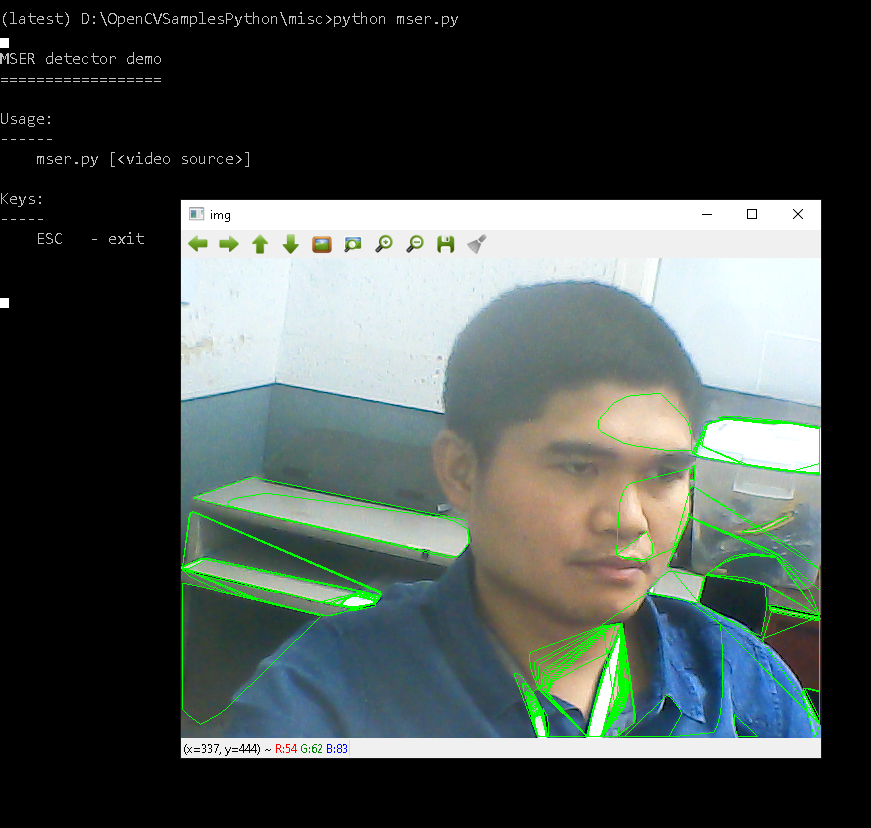 (latest) D:\OpenCVSamplesPython\misc>python mser.py
MSER detector demo
==================
Usage:
------
mser.py [<video source>]
Keys:
-----
ESC - exit
img
(x=337, y=444) ~ R:54 G:62 B:83